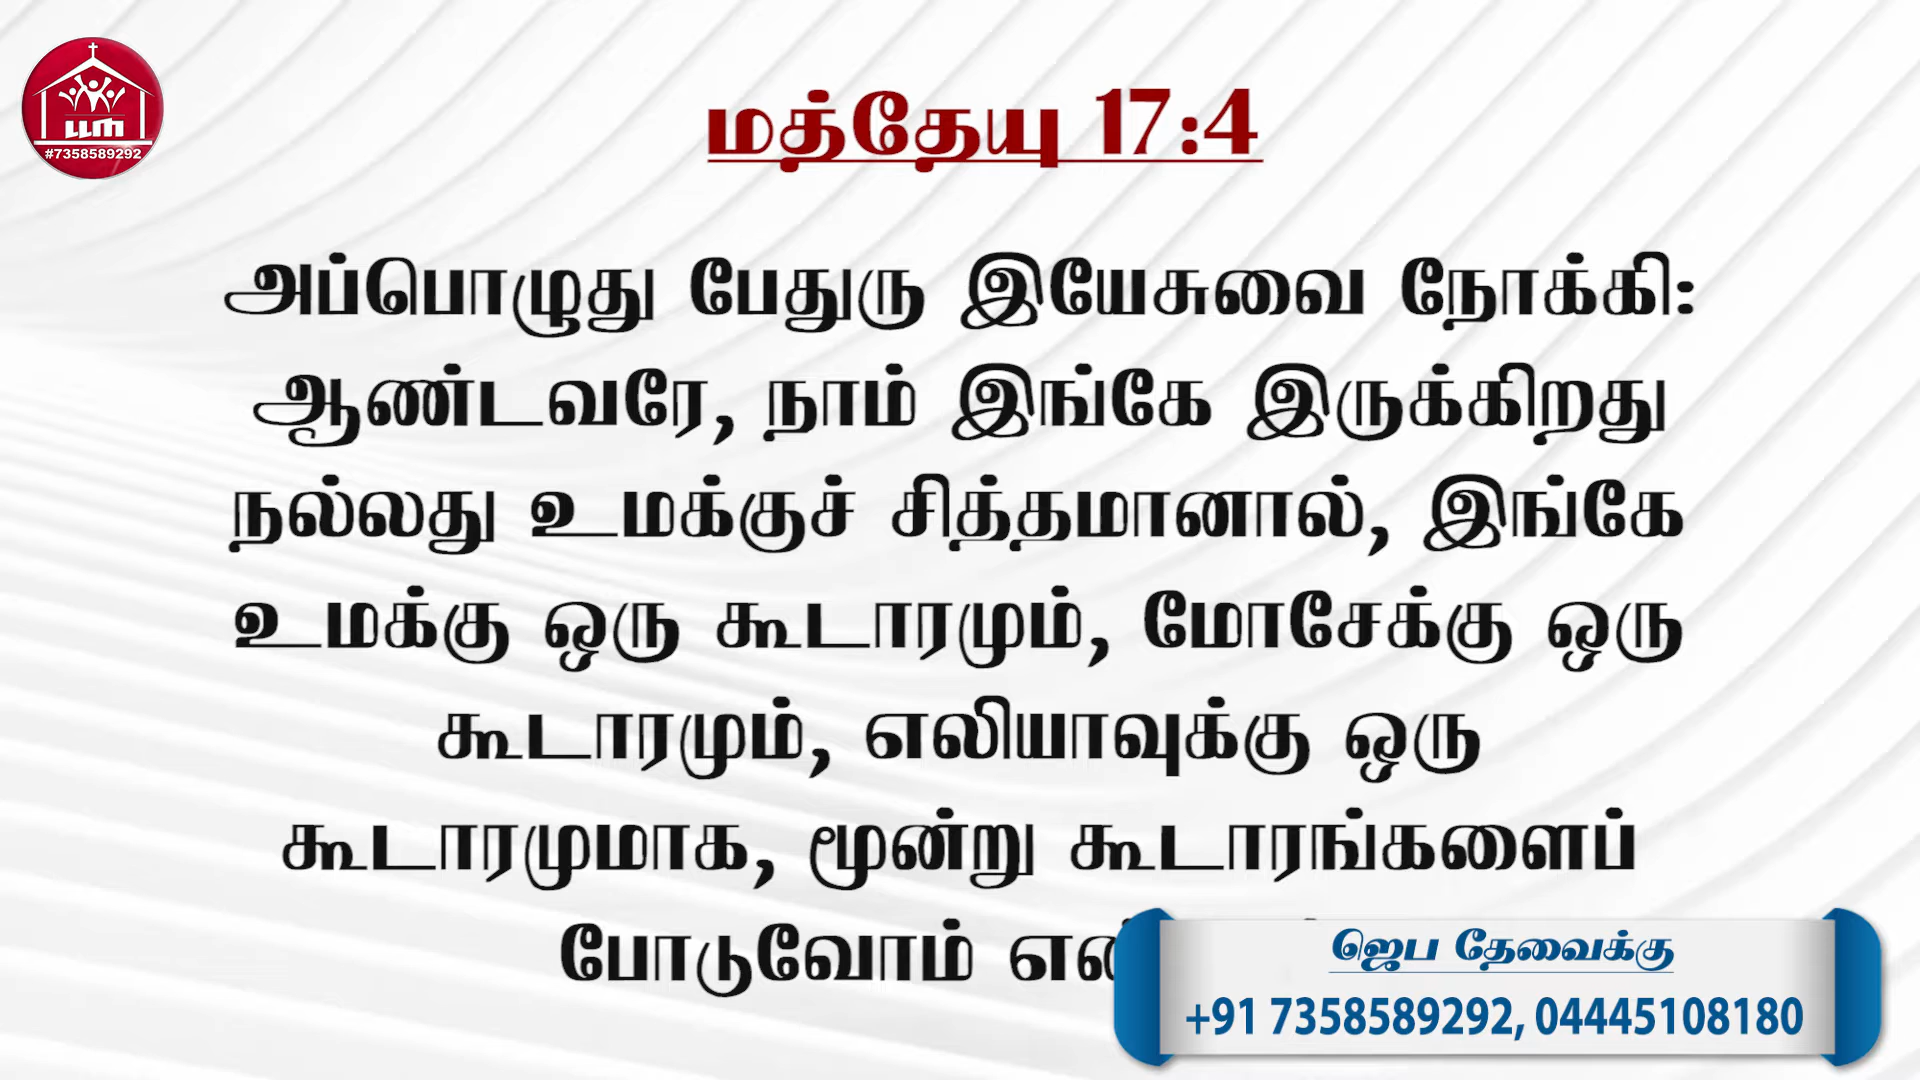 பமா
#7358589292
மத்தேயு 17:4
அப்பொழுது பேதுரு இயேசுவை நோக்கி:
ஆண்டவரே, நாம் இங்கே இருக்கிறது
நல்லது உமக்குச் சித்தமானால், இங்கே
உமக்கு ஒரு கூடாரமும், மோசேக்கு ஒரு
கூடாரமும், எலியாவுக்கு ஒரு
கூடாரமுமாக, மூன்று கூடாரங்களைப்
போடுவோம்
ஜெப தேவைக்கு
+91 7358589292, 04445108180